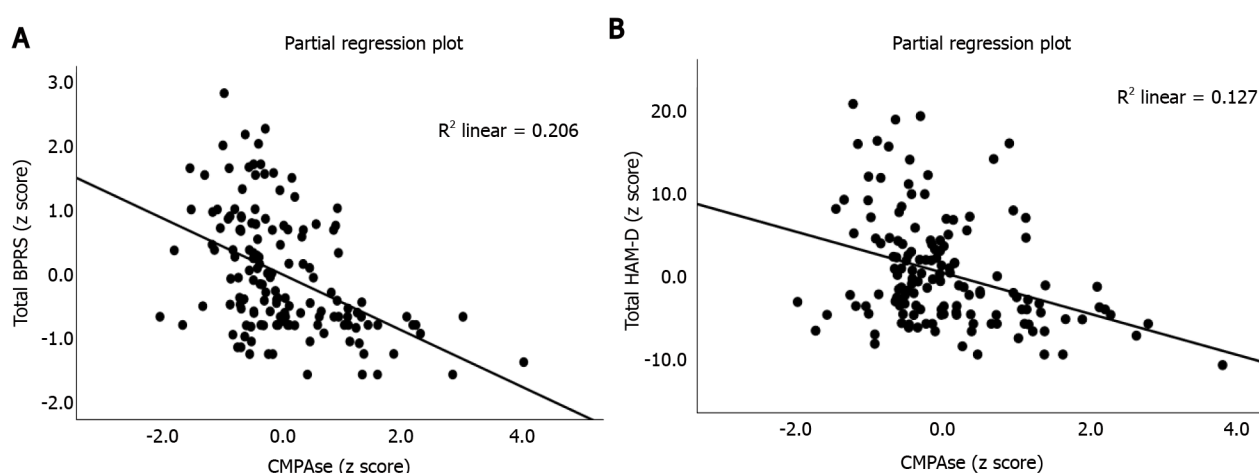 A
Partial regression plot
R² linear = 0.206
Total BPRS (z score)
3.0
2.0
1.0
0.0
-1.0
-2.0
-2.0 0.0 2.0 4.0
CMPAse (z score)
B
Partial regression plot
R² linear = 0.127
Total HAM-D (z score)
20.0
10.0
0.0
-10.0
-2.0 0.0 2.0 4.0
CMPAse (z score)